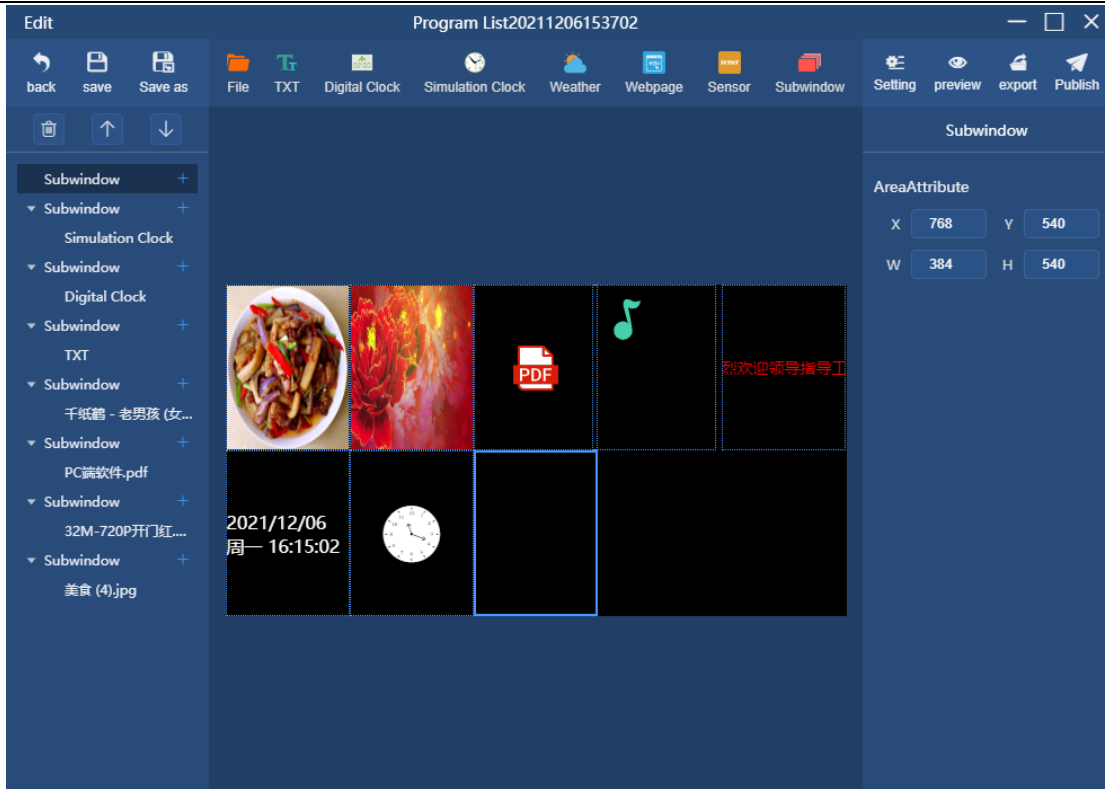 Edit
Program List20211206153702
back
save
Save as
File
TXT
Digital Clock
Simulation Clock
Weather
Webpage
Sensor
Subwindow
Setting
preview
export
Publish
Subwindow
AreaAttribute
X 768 Y 540
W 384 H 540
Subwindow +
Subwindow +
Simulation Clock
Subwindow +
Digital Clock
Subwindow +
TXT
Subwindow +
千纸鹤 - 老男孩 (女...
Subwindow +
PC端软件.pdf
Subwindow +
32M-720P开门红....
Subwindow +
美食 (4).jpg
PDF
烈欢迎领导指导工
2021/12/06
周一 16:15:02